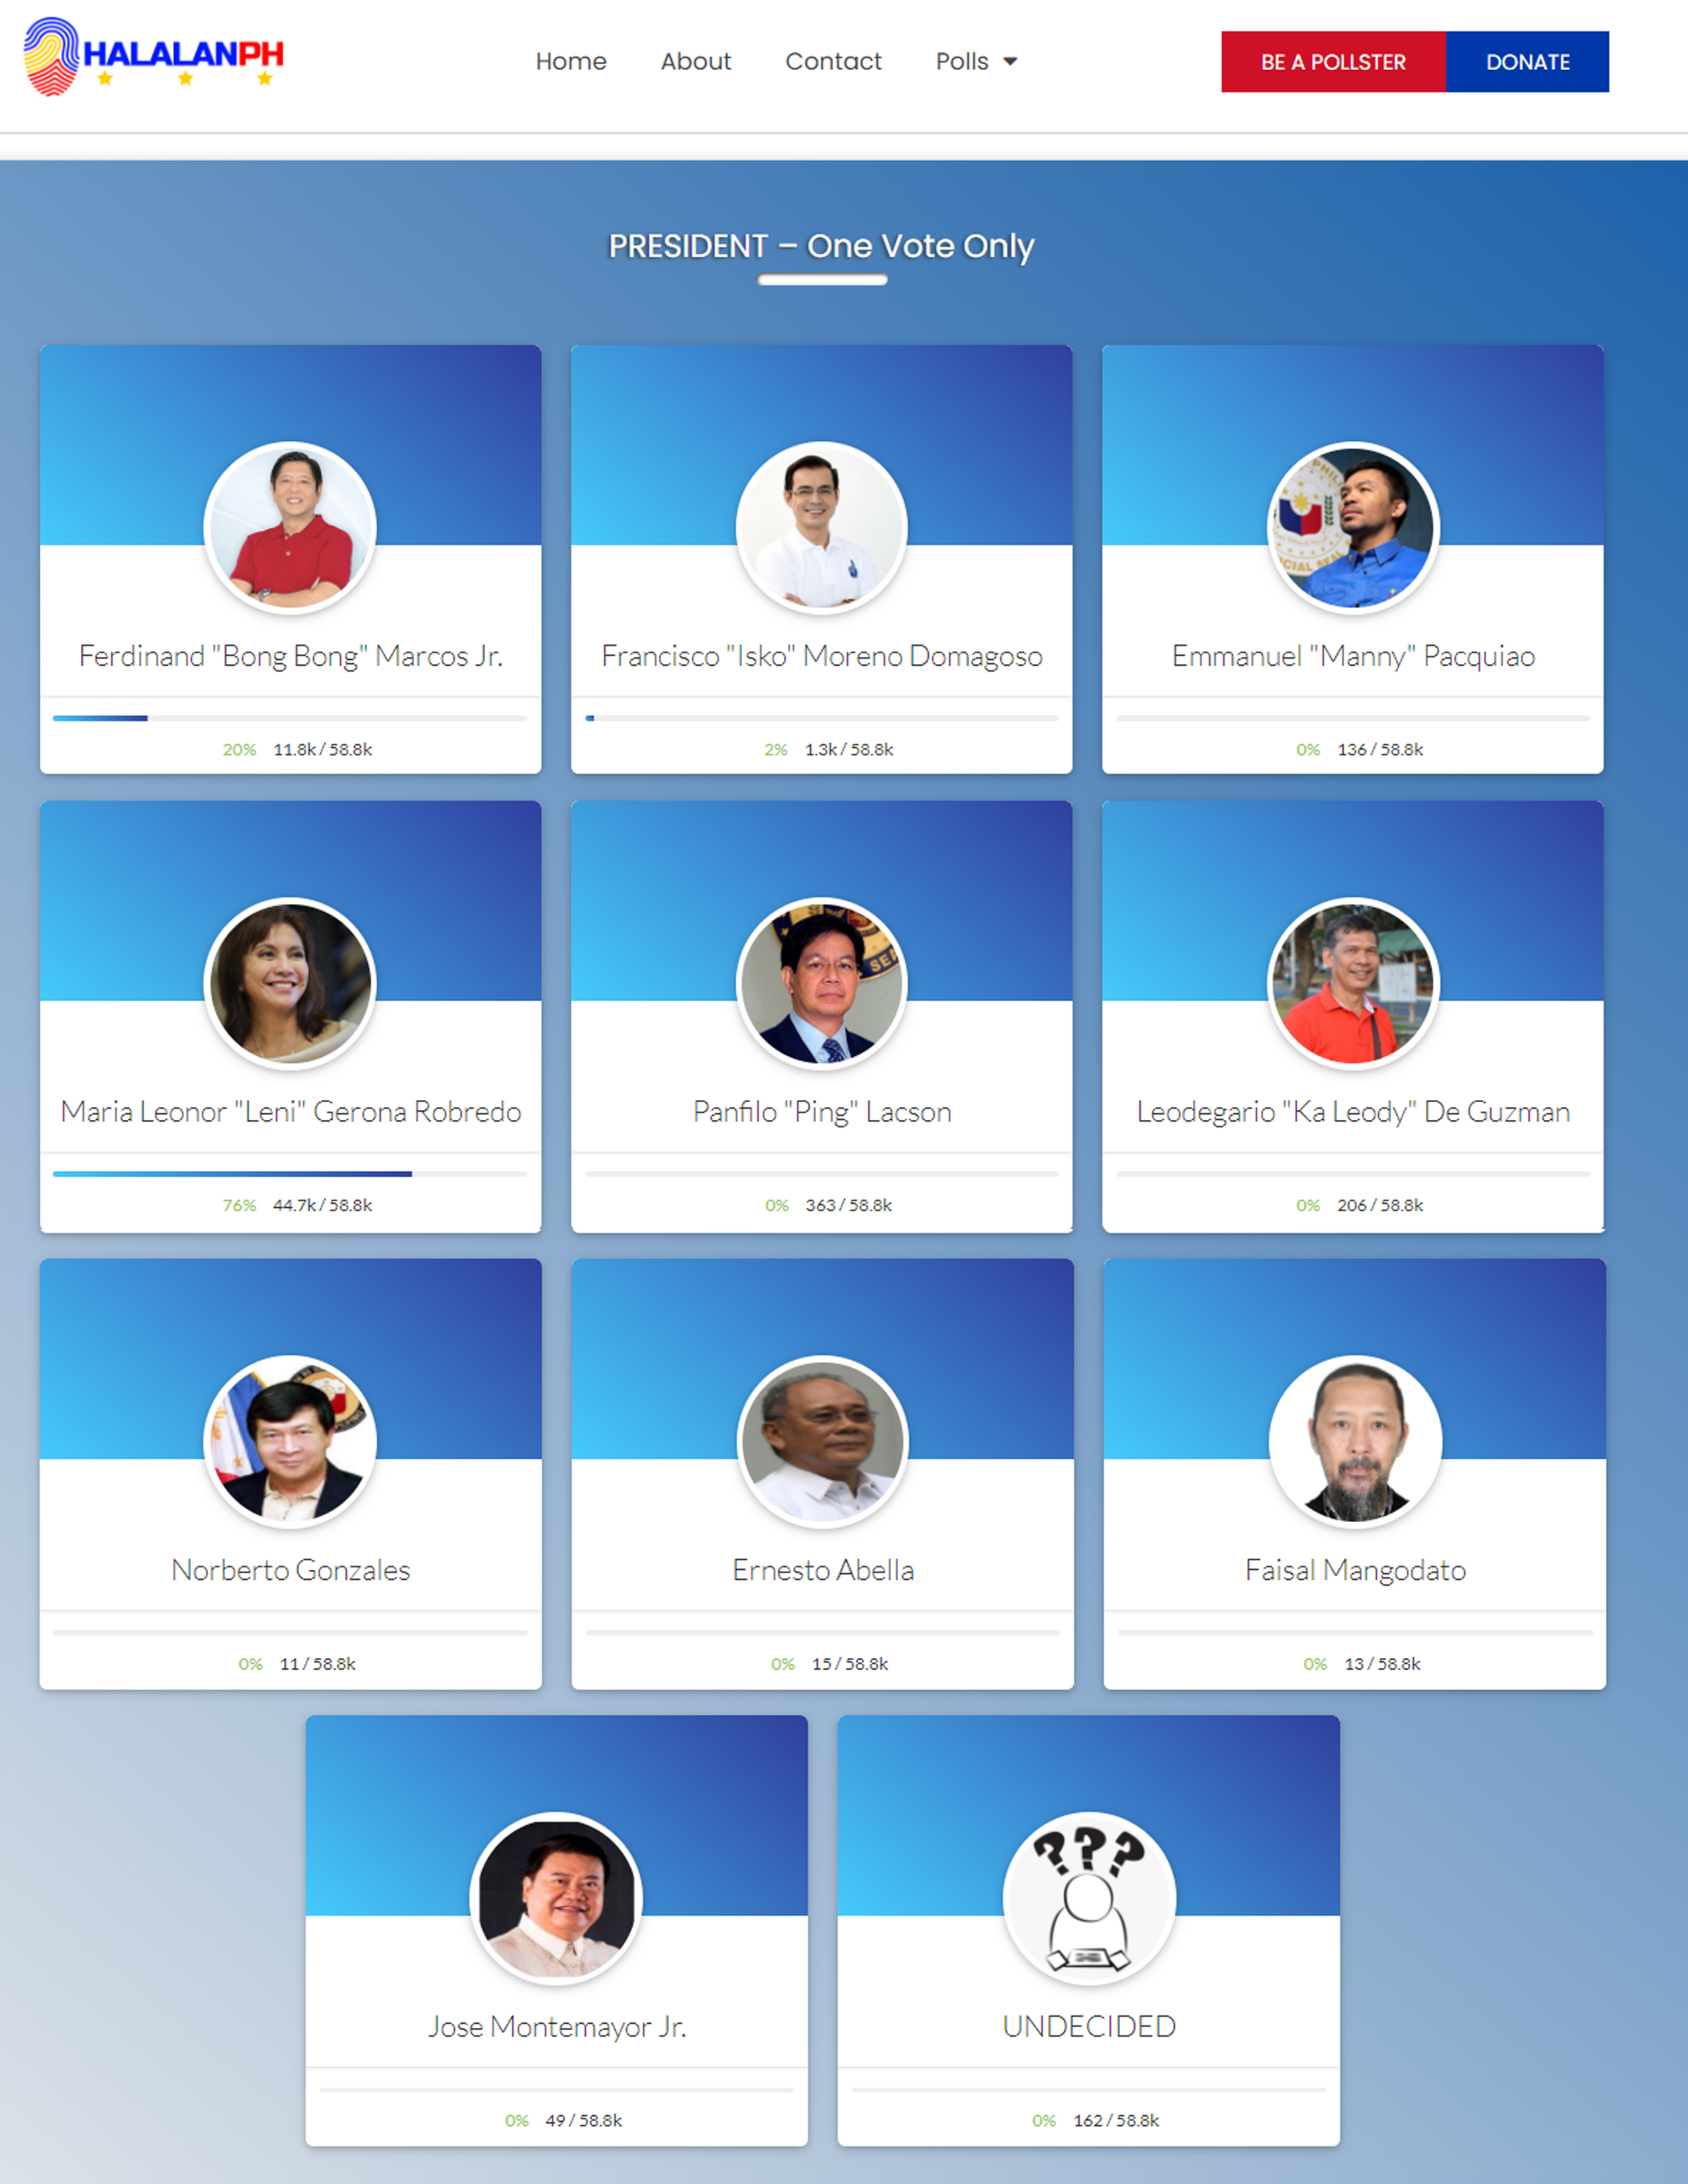 HALALANPH
Home About Contact Polls
BE A POLLSTER DONATE
PRESIDENT – One Vote Only
Ferdinand "Bong Bong" Marcos Jr.
20% 11.8k / 58.8k
Francisco "Isko" Moreno Domagoso
2% 1.3k / 58.8k
Emmanuel "Manny" Pacquiao
0% 136 / 58.8k
Maria Leonor "Leni" Gerona Robredo
76% 44.7k / 58.8k
Panfilo "Ping" Lacson
0% 363 / 58.8k
Leodegario "Ka Leody" De Guzman
0% 206 / 58.8k
Norberto Gonzales
0% 11 / 58.8k
Ernesto Abella
0% 15 / 58.8k
Faisal Mangodato
0% 13 / 58.8k
Jose Montemayor Jr.
0% 49 / 58.8k
???
UNDECIDED
0% 162 / 58.8k